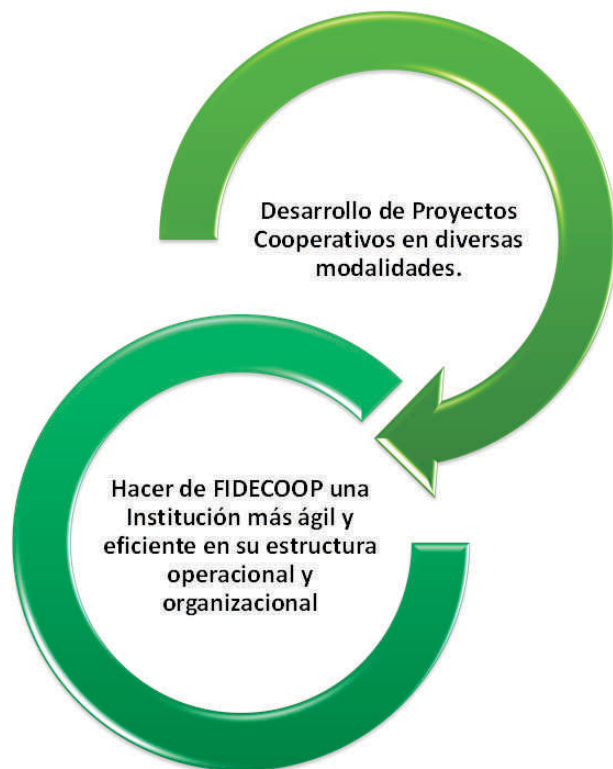 Desarrollo de Proyectos
Cooperativos en diversas
modalidades.
Hacer de FIDECOOP una
Institución más ágil y
eficiente en su estructura
operacional y
organizacional